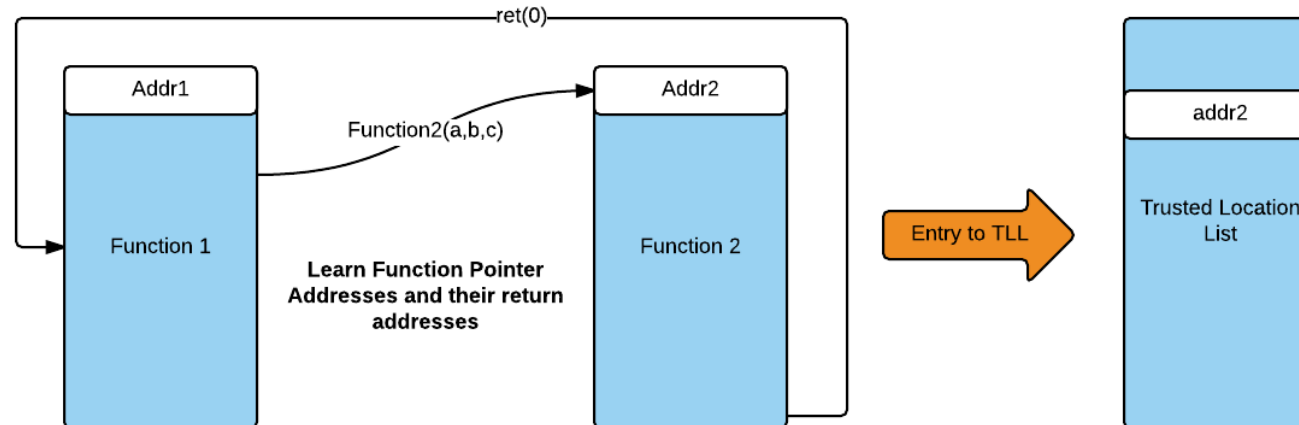 ret(0)
Addr1
Addr2
addr2
Function2(a,b,c)
Trusted Location
List
Function 1
Function 2
Entry to TLL
Learn Function Pointer
Addresses and their return
addresses